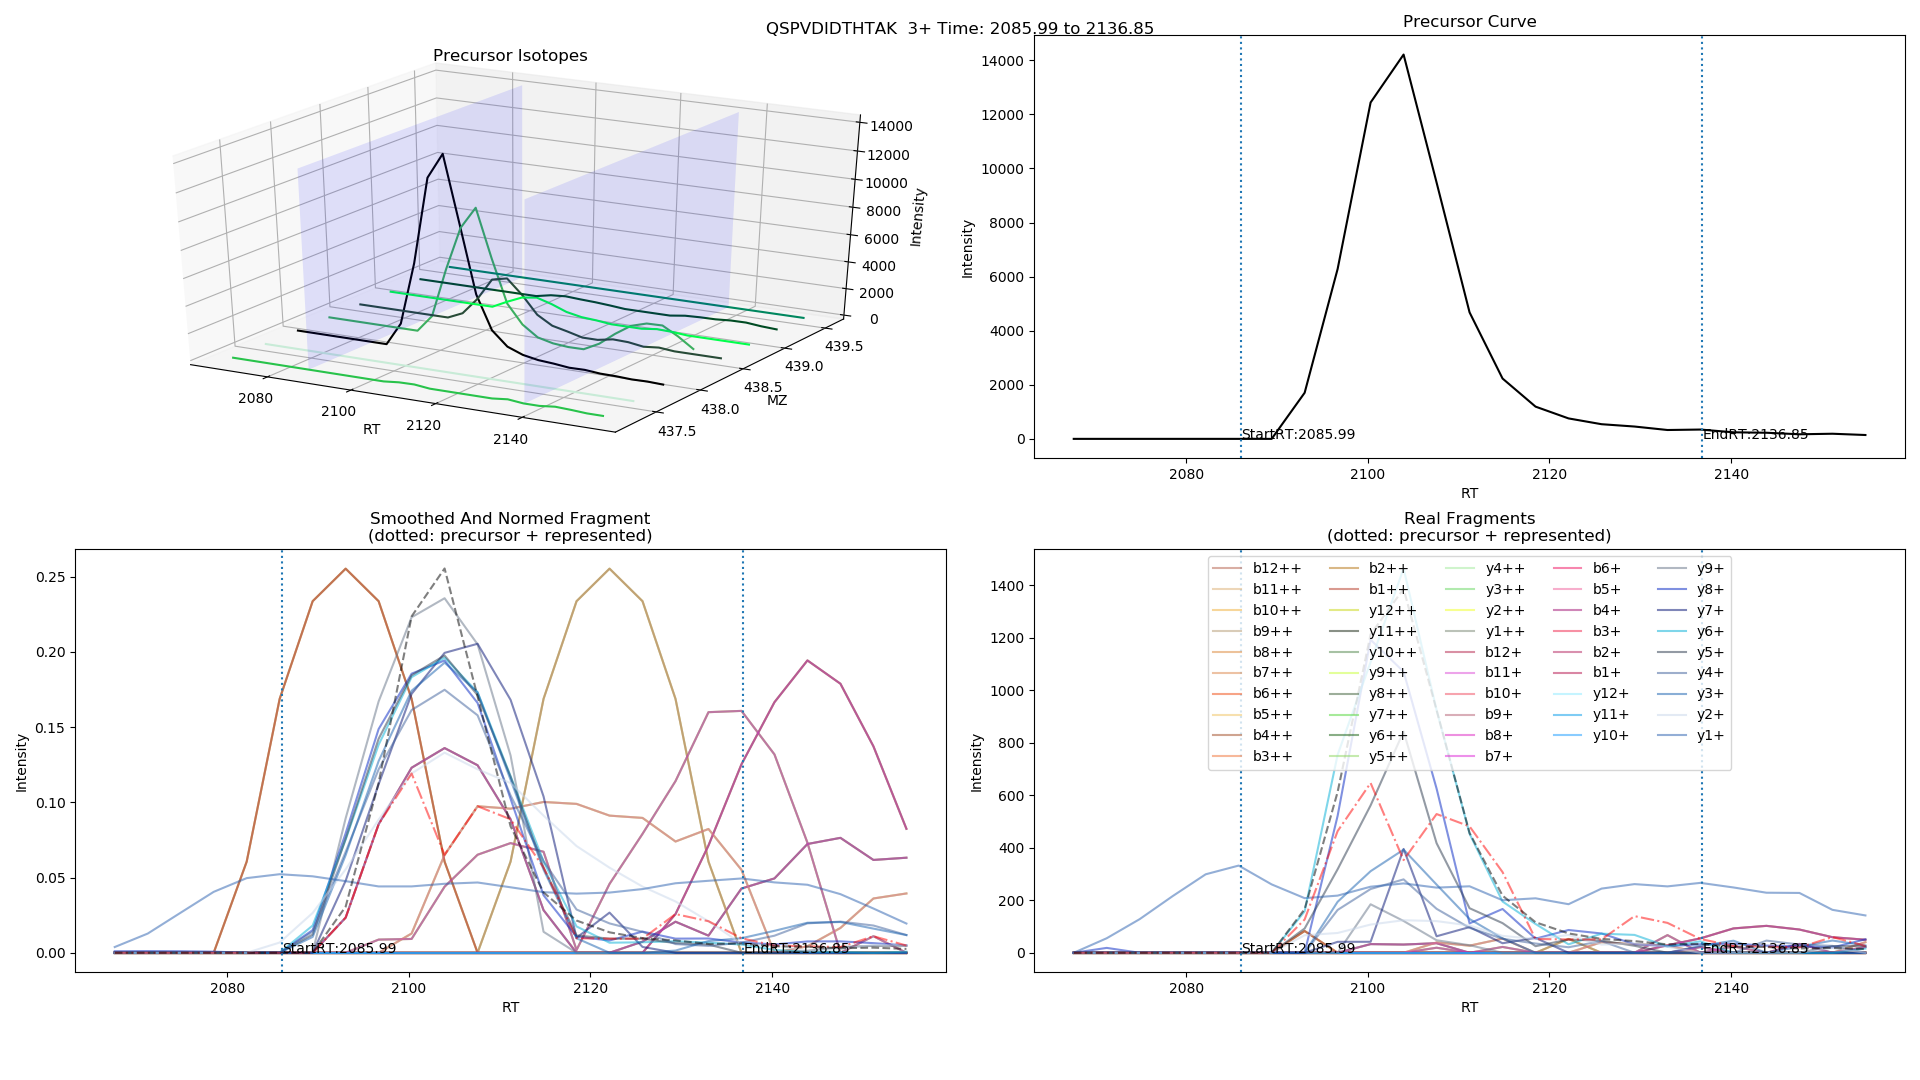 QSPVDIDTHTAK  3+ Time: 2085.99 to 2136.85
Precursor Isotopes
14000
12000
10000
8000
6000
4000
2000
0
Intensity
2080
2100
2120
2140
RT
437.5
438.0
438.5
439.0
439.5
MZ
Precursor Curve
14000
12000
10000
8000
6000
4000
2000
0
Intensity
StartRT:2085.99
EndRT:2136.85
2080 2100 2120 2140
RT
Smoothed And Normed Fragment
(dotted: precursor + represented)
0.25
0.20
0.15
0.10
0.05
0.00
Intensity
StartRT:2085.99
EndRT:2136.85
2080 2100 2120 2140
RT
Real Fragments
(dotted: precursor + represented)
1400
1200
1000
800
600
400
200
0
Intensity
b12++
b11++
b10++
b9++
b8++
b7++
b6++
b5++
b4++
b3++
b2++
b1++
y12++
y11++
y10++
y9++
y8++
y7++
y6++
y5++
y4++
y3++
y2++
y1++
b12+
b11+
b10+
b9+
b8+
b7+
b6+
b5+
b4+
b3+
b2+
b1+
y12+
y11+
y10+
y9+
y8+
y7+
y6+
y5+
y4+
y3+
y2+
y1+
StartRT:2085.99
EndRT:2136.85
2080 2100 2120 2140
RT